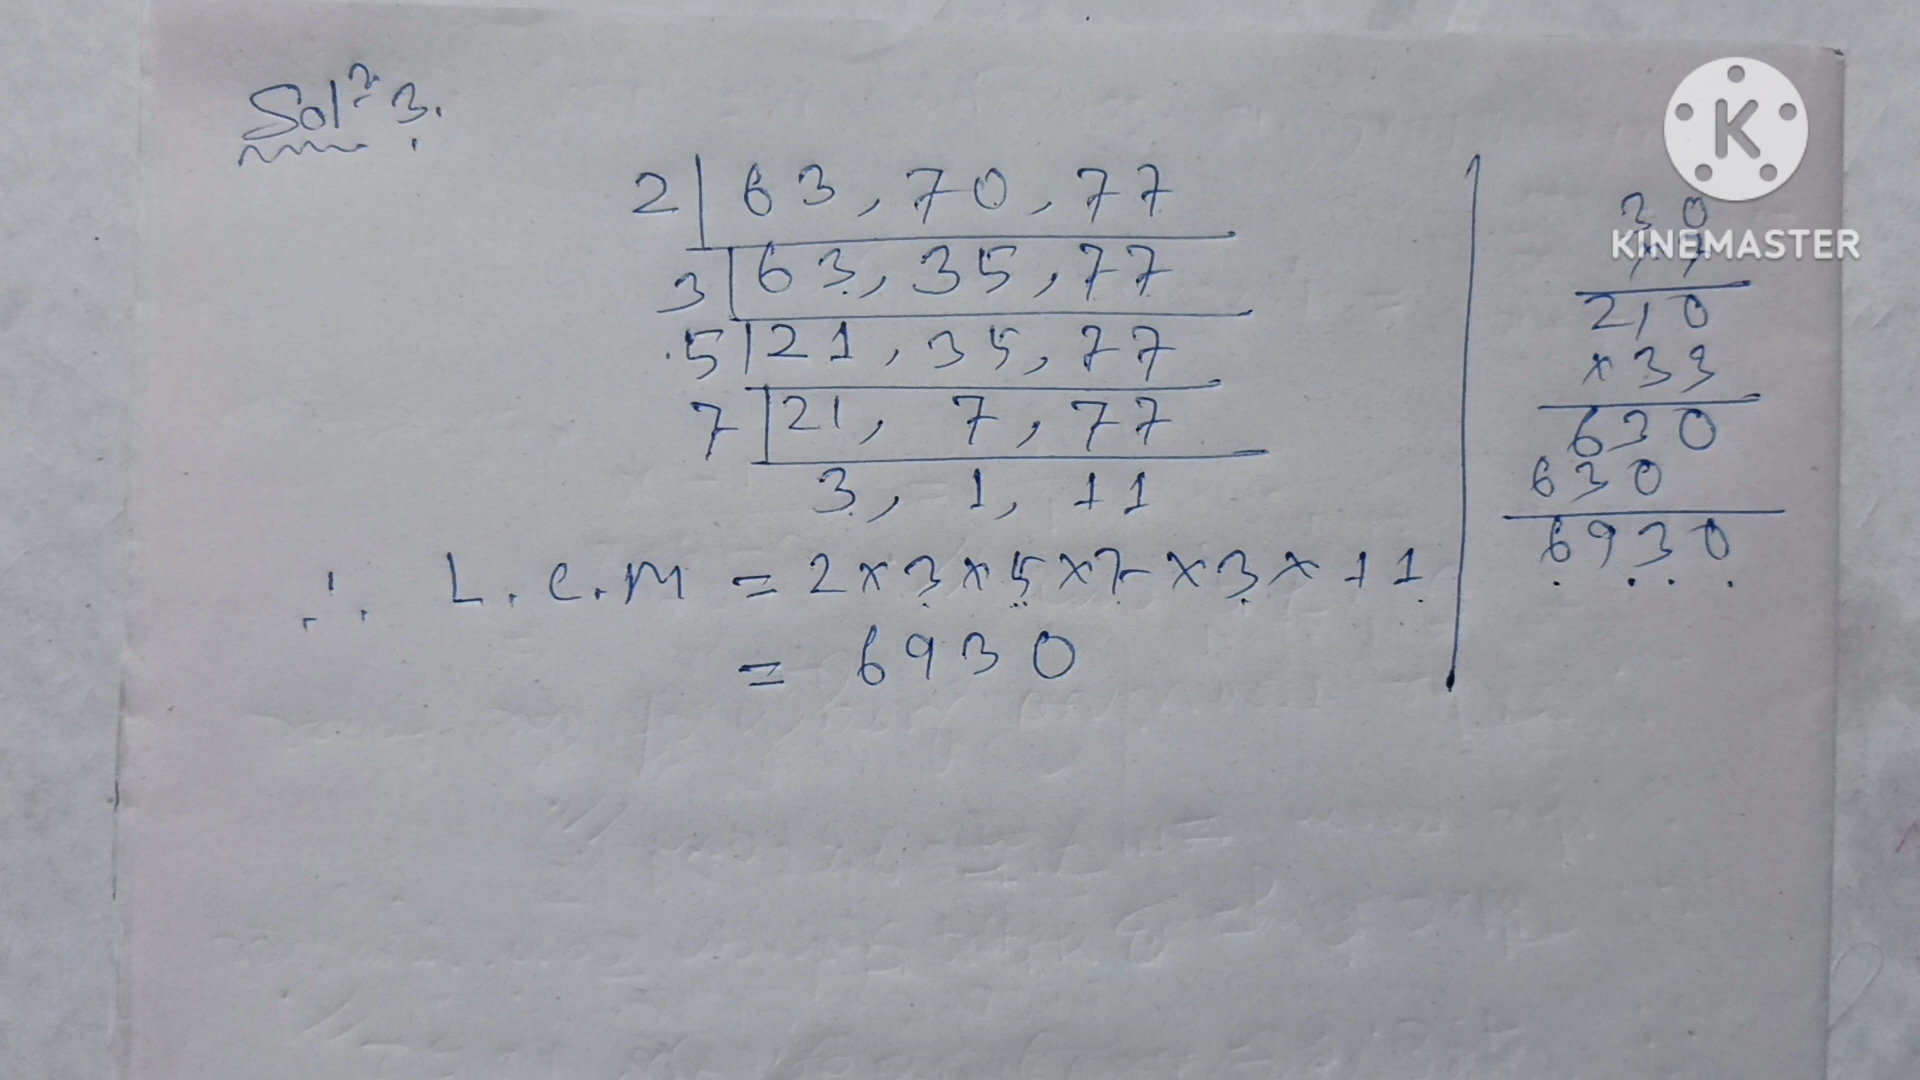 Solⁿ 3.
2 | 63, 70, 77
3 | 63, 35, 77
5 | 21, 35, 77
7 | 21, 7, 77
3, 1, 11
∴ L.C.M = 2×3×5×7×3×11
= 6930
K
KINEMASTER
30
×7
210
×33
630
630
6930